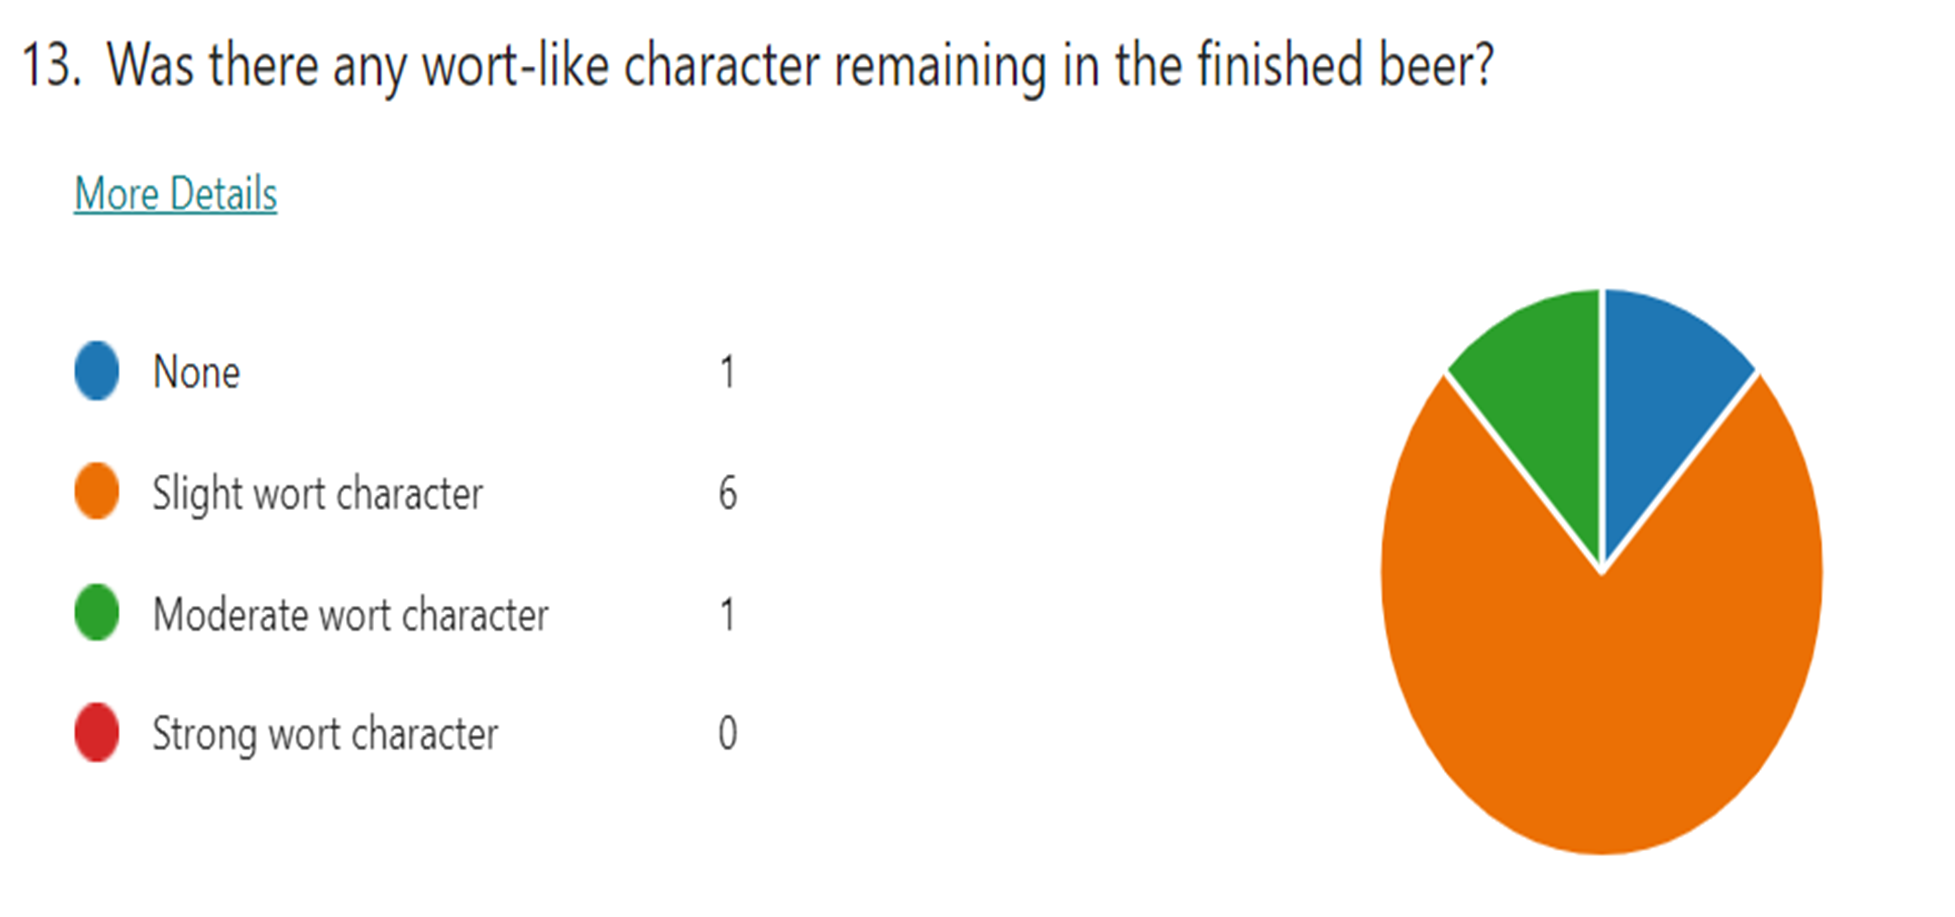 13. Was there any wort-like character remaining in the finished beer?
More Details
None 1
Slight wort character 6
Moderate wort character 1
Strong wort character 0